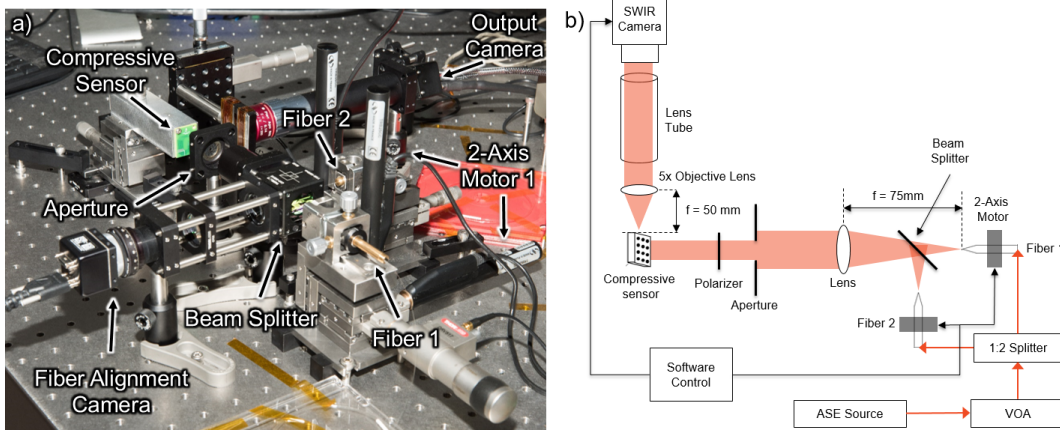 a)
Compressive
Sensor
Output
Camera
Fiber 2
2-Axis
Motor 1
Aperture
Beam Splitter
Fiber 1
Fiber Alignment
Camera
b)
SWIR
Camera
Lens
Tube
5x Objective Lens
f = 50 mm
Beam
Splitter
f = 75mm
2-Axis
Motor
Fiber 1
Compressive
sensor
Polarizer
Aperture
Lens
Fiber 2
1:2 Splitter
Software
Control
ASE Source
VOA